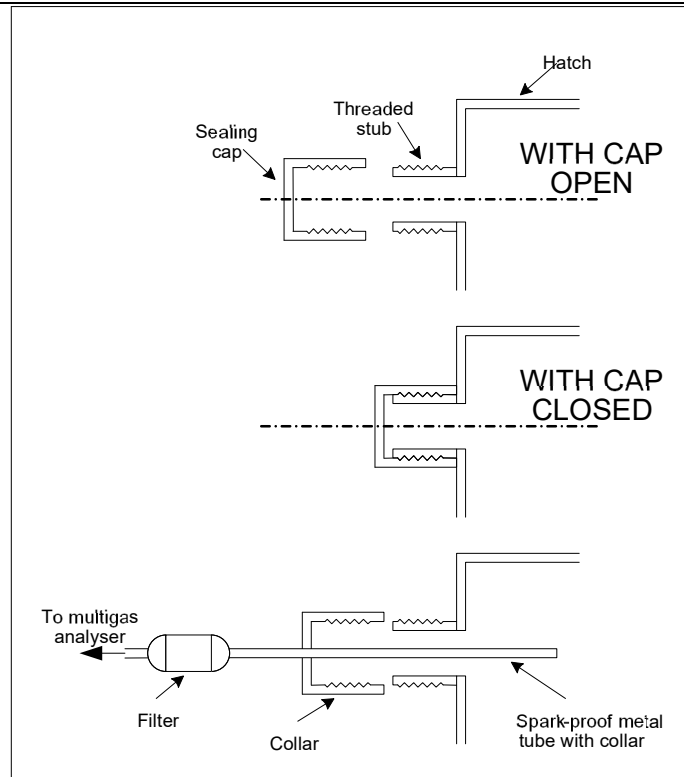 Hatch
Threaded
stub
Sealing
cap
WITH CAP
OPEN
WITH CAP
CLOSED
To multigas
analyser
Filter
Collar
Spark-proof metal
tube with collar